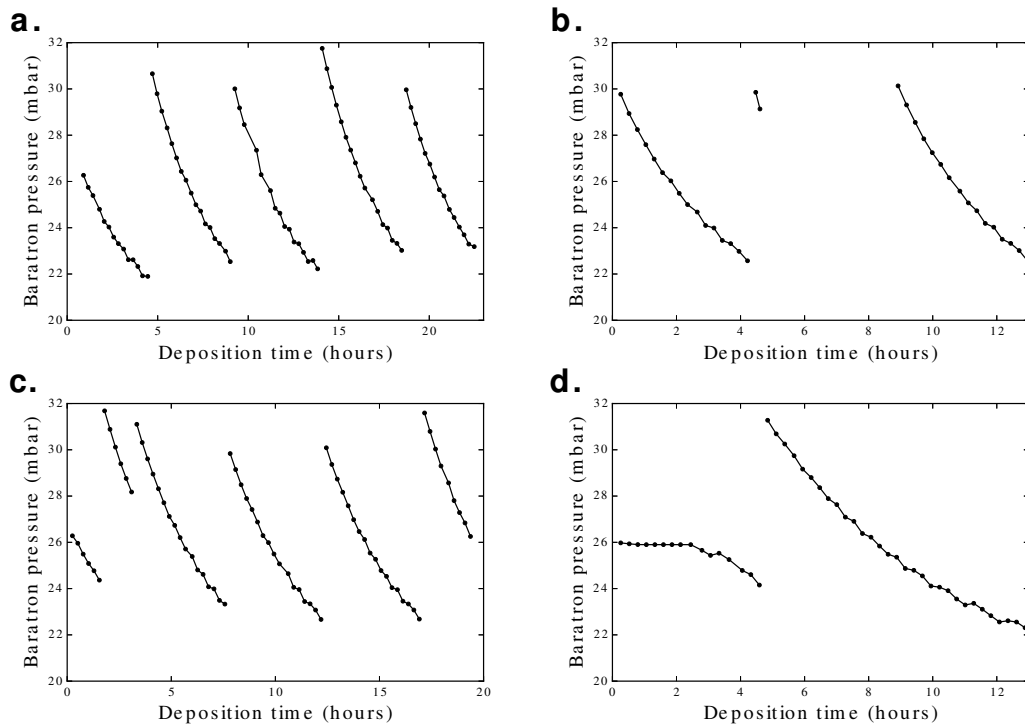 a.
Baratron pressure (mbar)
32
30
28
26
24
22
20
0 5 10 15 20
Deposition time (hours)
b.
Baratron pressure (mbar)
32
30
28
26
24
22
20
0 2 4 6 8 10 12
Deposition time (hours)
c.
Baratron pressure (mbar)
32
30
28
26
24
22
20
0 5 10 15 20
Deposition time (hours)
d.
Baratron pressure (mbar)
32
30
28
26
24
22
20
0 2 4 6 8 10 12
Deposition time (hours)